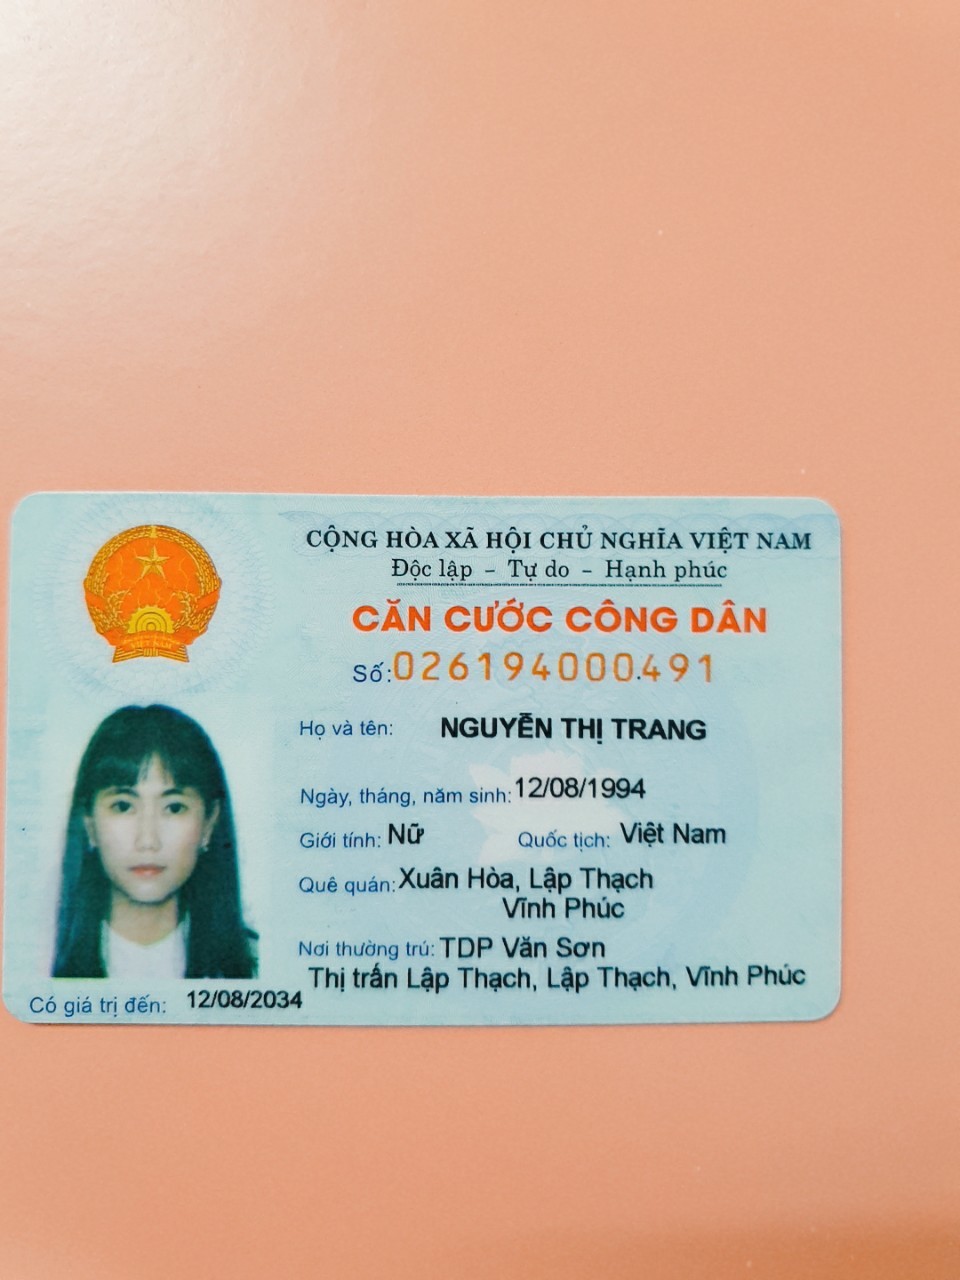 CỘNG HÒA XÃ HỘI CHỦ NGHĨA VIỆT NAM
Độc lập - Tự do - Hạnh phúc
CĂN CƯỚC CÔNG DÂN
Số: 026194000491
Họ và tên: NGUYỄN THỊ TRANG
Ngày, tháng, năm sinh: 12/08/1994
Giới tính: Nữ Quốc tịch: Việt Nam
Quê quán: Xuân Hòa, Lập Thạch
Vĩnh Phúc
Nơi thường trú: TDP Văn Sơn
Thị trấn Lập Thạch, Lập Thạch, Vĩnh Phúc
Có giá trị đến: 12/08/2034
VIỆT NAM